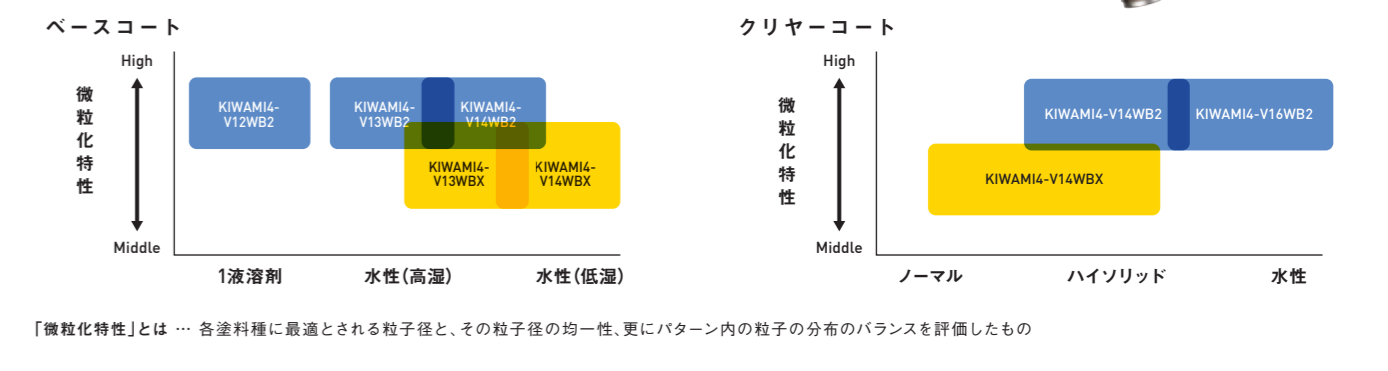 ベースコート
High
微粒化特性
Middle
KIWAMI4-
V12WB2
KIWAMI4-
V13WB2
KIWAMI4-
V14WB2
KIWAMI4-
V13WBX
KIWAMI4-
V14WBX
1液溶剤
水性(高湿)
水性(低湿)
クリヤーコート
High
微粒化特性
Middle
KIWAMI4-V14WB2
KIWAMI4-V16WB2
KIWAMI4-V14WBX
ノーマル
ハイソリッド
水性
「微粒化特性」とは … 各塗料種に最適とされる粒子径と、その粒子径の均一性、更にパターン内の粒子の分布のバランスを評価したもの